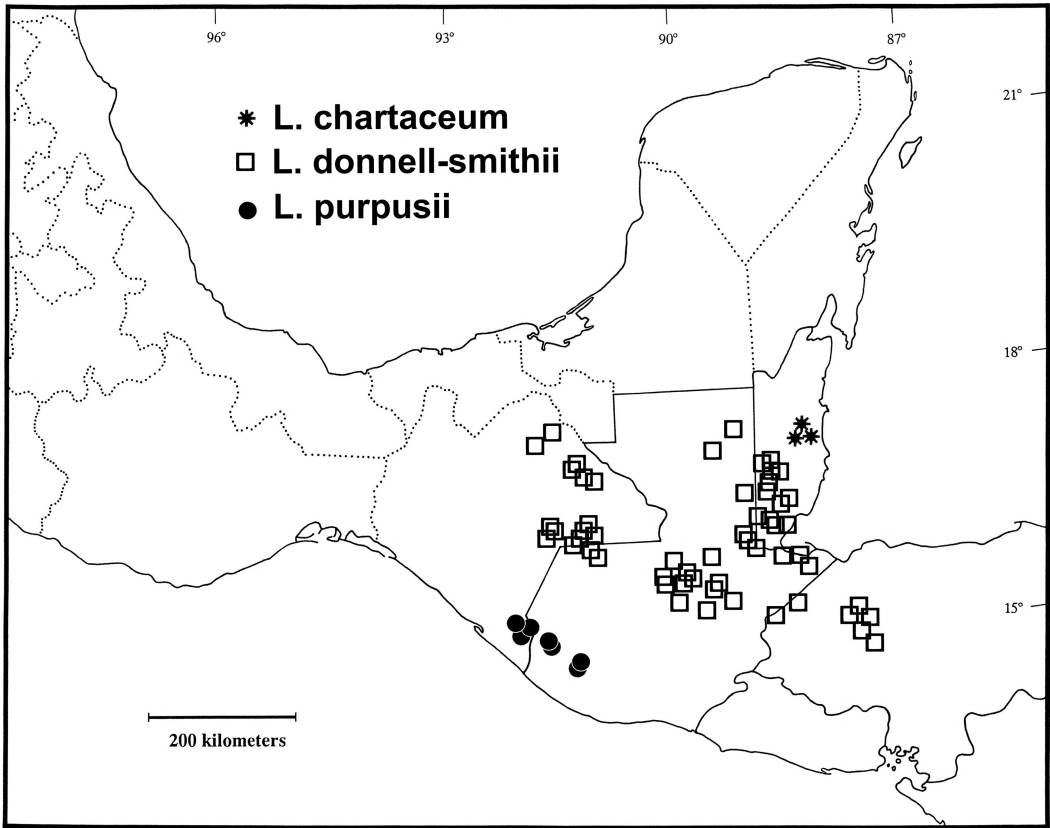 96° 93° 90° 87°
21°
L. chartaceum
L. donnell-smithii
L. purpusii
18°
15°
200 kilometers